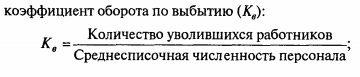 коэффициент оборота по выбытию (Kв):
Kв = Количество уволившихся работников
Среднесписочная численность персонала;